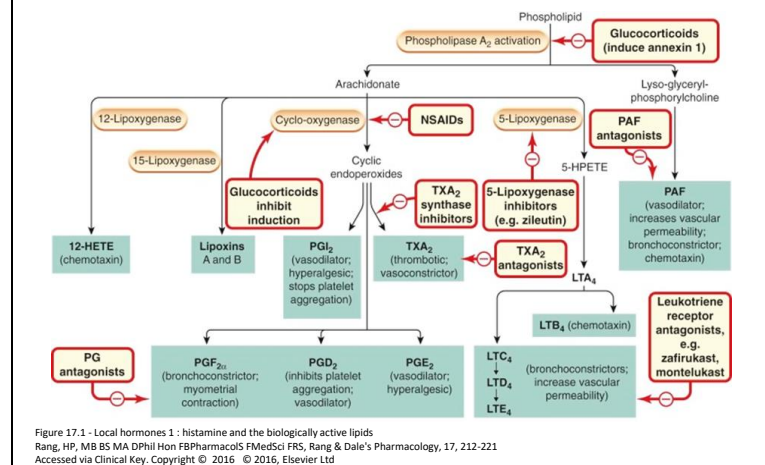 Phospholipid
Phospholipase A₂ activation
Glucocorticoids
(induce annexin 1)
Arachidonate
Lyso-glyceryl-
phosphorylcholine
12-Lipoxygenase
Cyclo-oxygenase
NSAIDs
5-Lipoxygenase
PAF
antagonists
15-Lipoxygenase
Cyclic
endoperoxides
5-HPETE
Glucocorticoids
inhibit
induction
TXA₂
synthase
inhibitors
5-Lipoxygenase
inhibitors
(e.g. zileutin)
PAF
(vasodilator;
increases vascular
permeability;
bronchoconstrictor;
chemotaxin)
12-HETE
(chemotaxin)
Lipoxins
A and B
PGI₂
(vasodilator;
hyperalgesic;
stops platelet
aggregation)
TXA₂
(thrombotic;
vasoconstrictor)
TXA₂
antagonists
LTA₄
LTB₄ (chemotaxin)
Leukotriene
receptor
antagonists,
e.g.
zafirukast,
montelukast
PG
antagonists
PGF₂α
(bronchoconstrictor;
myometrial
contraction)
PGD₂
(inhibits platelet
aggregation;
vasodilator)
PGE₂
(vasodilator;
hyperalgesic)
LTC₄
LTD₄
LTE₄
(bronchoconstrictors;
increase vascular
permeability)
Figure 17.1 - Local hormones 1 : histamine and the biologically active lipids
Rang, HP, MB BS MA DPhil Hon FBPharmacolS FMedSci FRS, Rang & Dale's Pharmacology, 17, 212-221
Accessed via Clinical Key. Copyright © 2016 © 2016, Elsevier Ltd